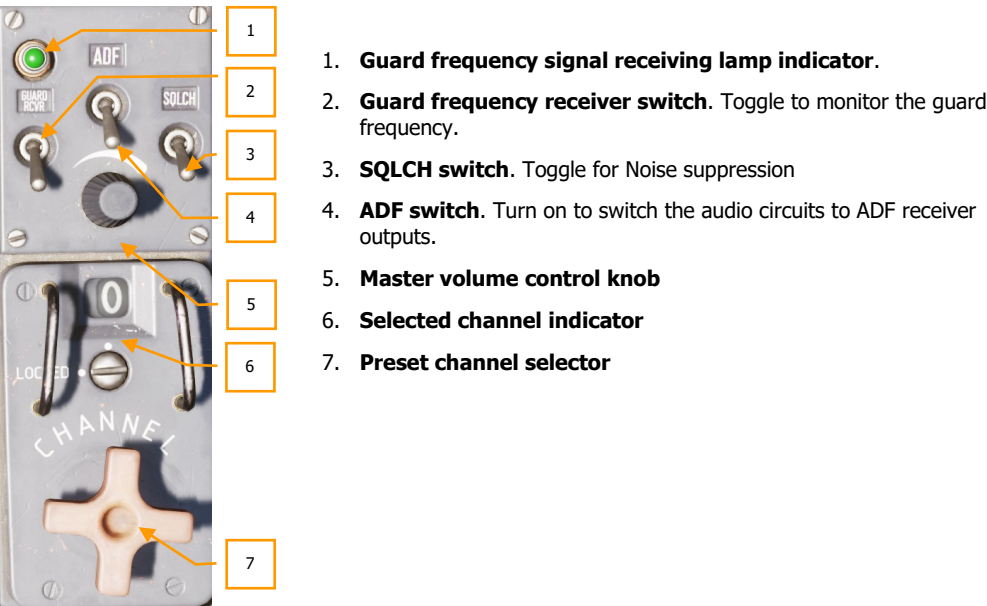 ADF
GUARD
RCVR
SQLCH
0
LOCKED
CHANNEL
1
2
3
4
5
6
7
1. Guard frequency signal receiving lamp indicator.
2. Guard frequency receiver switch. Toggle to monitor the guard
frequency.
3. SQLCH switch. Toggle for Noise suppression
4. ADF switch. Turn on to switch the audio circuits to ADF receiver
outputs.
5. Master volume control knob
6. Selected channel indicator
7. Preset channel selector